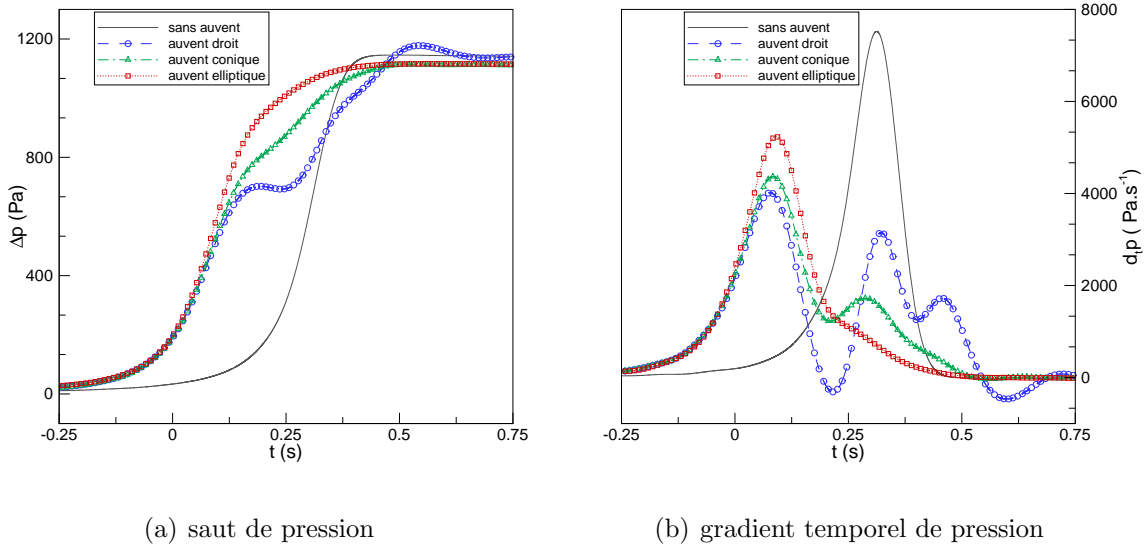 sans auvent
auvent droit
auvent conique
auvent elliptique
1200
800
400
0
Δp (Pa)
-0.25
0
0.25
0.5
0.75
t (s)
sans auvent
auvent droit
auvent conique
auvent elliptique
8000
6000
4000
2000
0
dtp ( Pa.s-1)
-0.25
0
0.25
0.5
0.75
t (s)
(a) saut de pression
(b) gradient temporel de pression